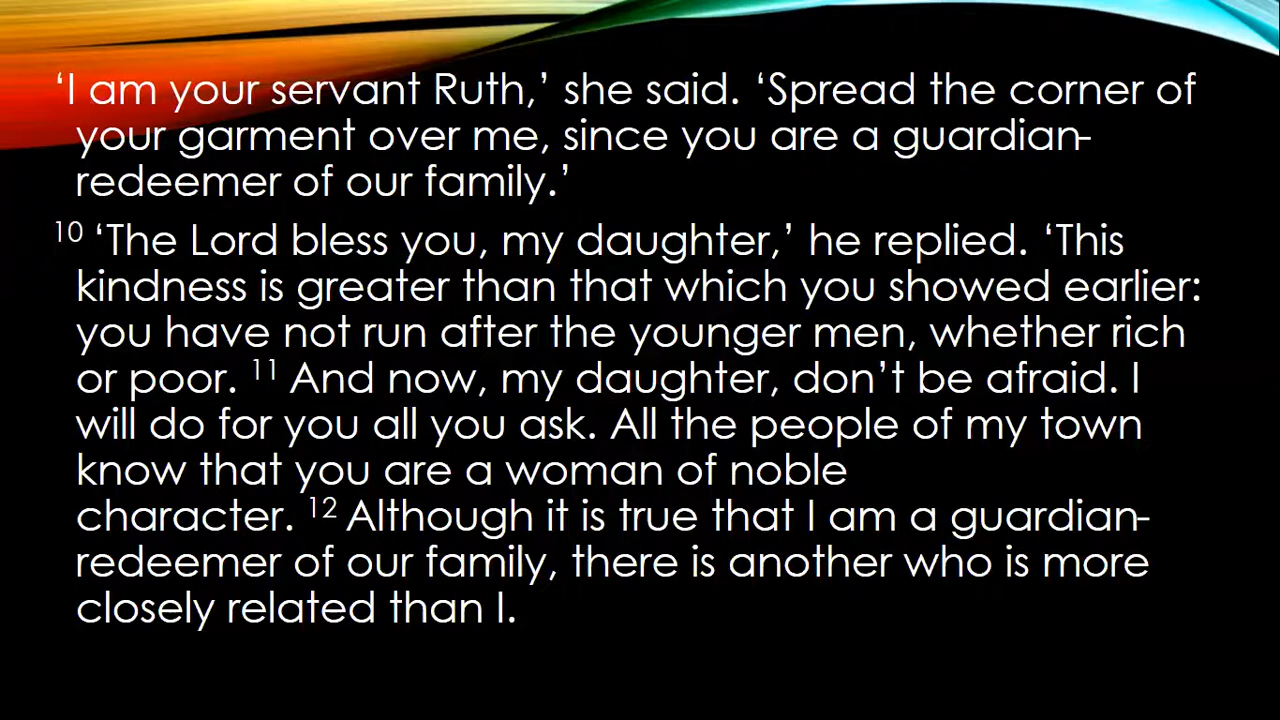 ‘I am your servant Ruth,’ she said. ‘Spread the corner of
your garment over me, since you are a guardian-
redeemer of our family.’
10 ‘The Lord bless you, my daughter,’ he replied. ‘This
kindness is greater than that which you showed earlier:
you have not run after the younger men, whether rich
or poor. 11 And now, my daughter, don’t be afraid. I
will do for you all you ask. All the people of my town
know that you are a woman of noble
character. 12 Although it is true that I am a guardian-
redeemer of our family, there is another who is more
closely related than I.